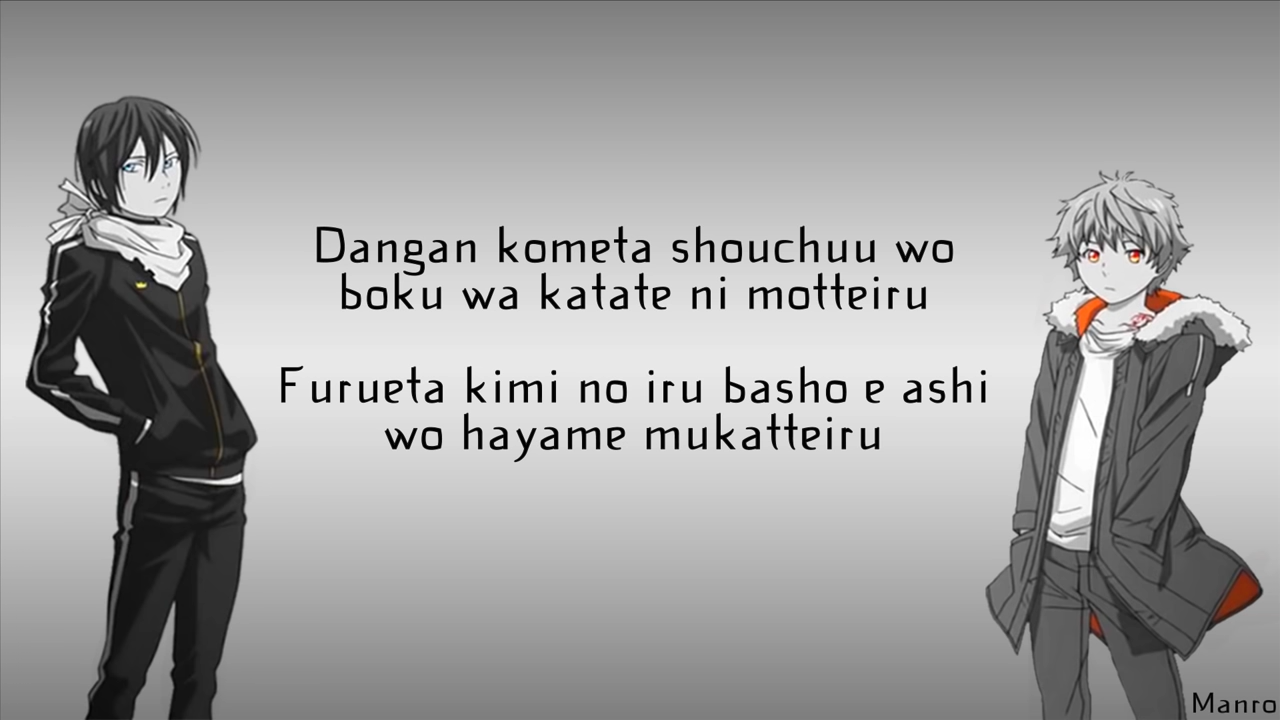 Dangan kometa shouchuu wo
boku wa katate ni motteiru
Furueta kimi no iru basho e ashi
wo hayame mukatteiru
Manro